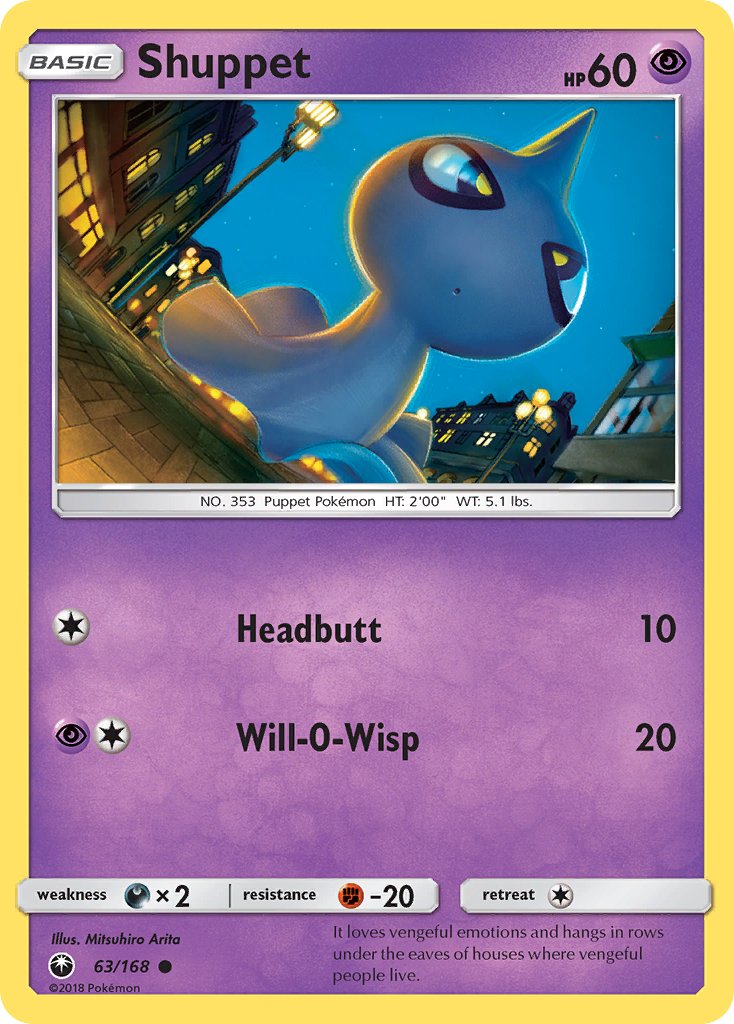 BASIC Shuppet HP 60
NO. 353 Puppet Pokémon HT: 2'00" WT: 5.1 lbs.
Headbutt 10
Will-O-Wisp 20
weakness ×2 resistance -20 retreat
Illus. Mitsuhiro Arita
63/168
©2018 Pokémon
It loves vengeful emotions and hangs in rows
under the eaves of houses where vengeful
people live.